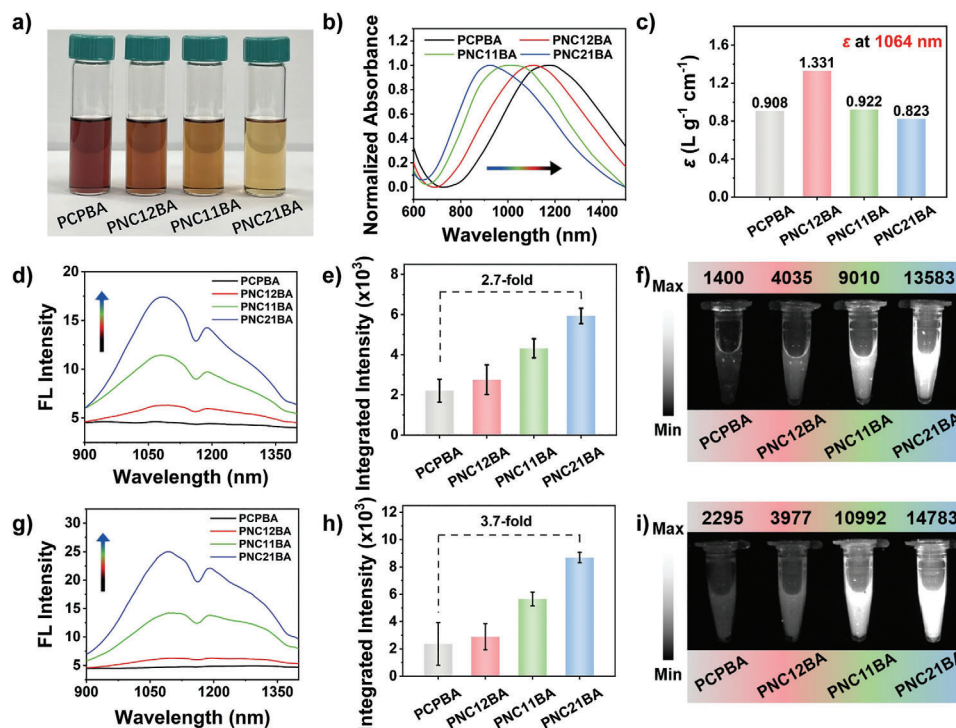 a)
PCPBA
PNC12BA
PNC11BA
PNC21BA
b)
PCPBA
PNC12BA
PNC11BA
PNC21BA
Normalized Absorbance
1.0
0.8
0.6
0.4
0.2
0.0
600
800
1000
1200
1400
Wavelength (nm)
c)
ε at 1064 nm
ε (L g⁻¹ cm⁻¹)
1.8
1.2
0.6
0.0
0.908
1.331
0.922
0.823
PCPBA
PNC12BA
PNC11BA
PNC21BA
d)
FL Intensity
20
15
10
5
PCPBA
PNC12BA
PNC11BA
PNC21BA
900
1050
1200
1350
Wavelength (nm)
e)
Integrated Intensity (x10³)
8
6
4
2
0
2.7-fold
PCPBA
PNC12BA
PNC11BA
PNC21BA
f)
Max
1400
4035
9010
13583
Min
PCPBA
PNC12BA
PNC11BA
PNC21BA
g)
FL Intensity
25
20
15
10
5
PCPBA
PNC12BA
PNC11BA
PNC21BA
900
1050
1200
1350
Wavelength (nm)
h)
Integrated Intensity (x10³)
10
8
6
4
2
0
3.7-fold
PCPBA
PNC12BA
PNC11BA
PNC21BA
i)
Max
2295
3977
10992
14783
Min
PCPBA
PNC12BA
PNC11BA
PNC21BA